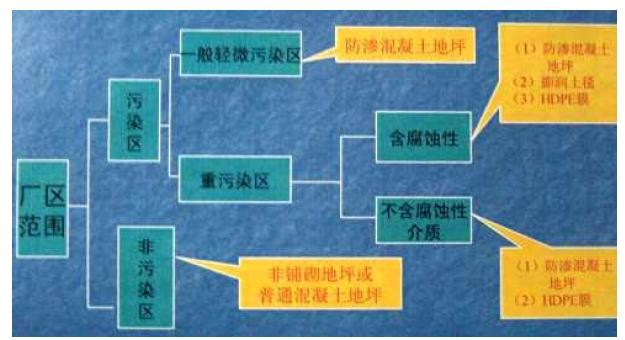 厂区
范围
污
染
区
非
污
染
区
一般轻微污染区
防渗混凝土地坪
重污染区
含腐蚀性
(1)防渗混凝土
地坪
(2)膨润土毯
(3)HDPE膜
不含腐蚀性
介质
(1)防渗混凝土
地坪
(2)HDPE膜
非铺砌地坪或
普通混凝土地坪